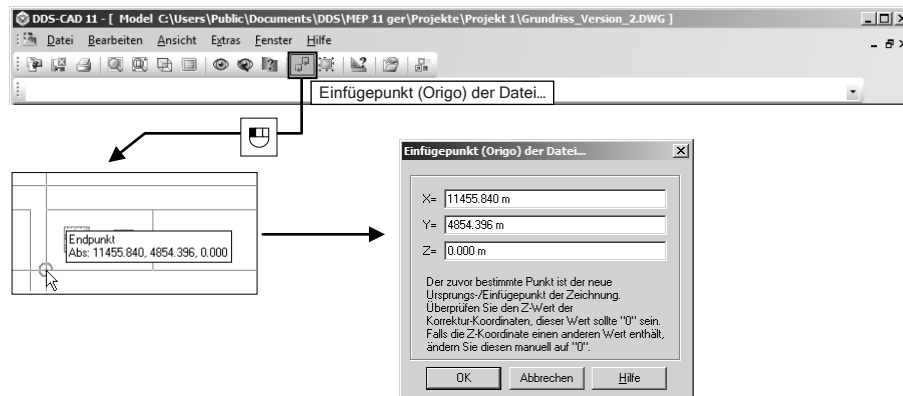 DDS-CAD 11 - [ Model C:\Users\Public\Documents\DDS\MEP 11 ger\Projekte\Projekt 1\Grundriss_Version_2.DWG ]
Datei Bearbeiten Ansicht Extras Fenster Hilfe
Einfügepunkt (Origo) der Datei...
Endpunkt
Abs: 11455.840, 4854.396, 0.000
Einfügepunkt (Origo) der Datei...
X= 11455.840 m
Y= 4854.396 m
Z= 0.000 m
Der zuvor bestimmte Punkt ist der neue
Ursprungs-/Einfügepunkt der Zeichnung.
Überprüfen Sie den Z-Wert der
Korrektur-Koordinaten, dieser Wert sollte "0" sein.
Falls die Z-Koordinate einen anderen Wert enthält,
ändern Sie diesen manuell auf "0".
OK Abbrechen Hilfe